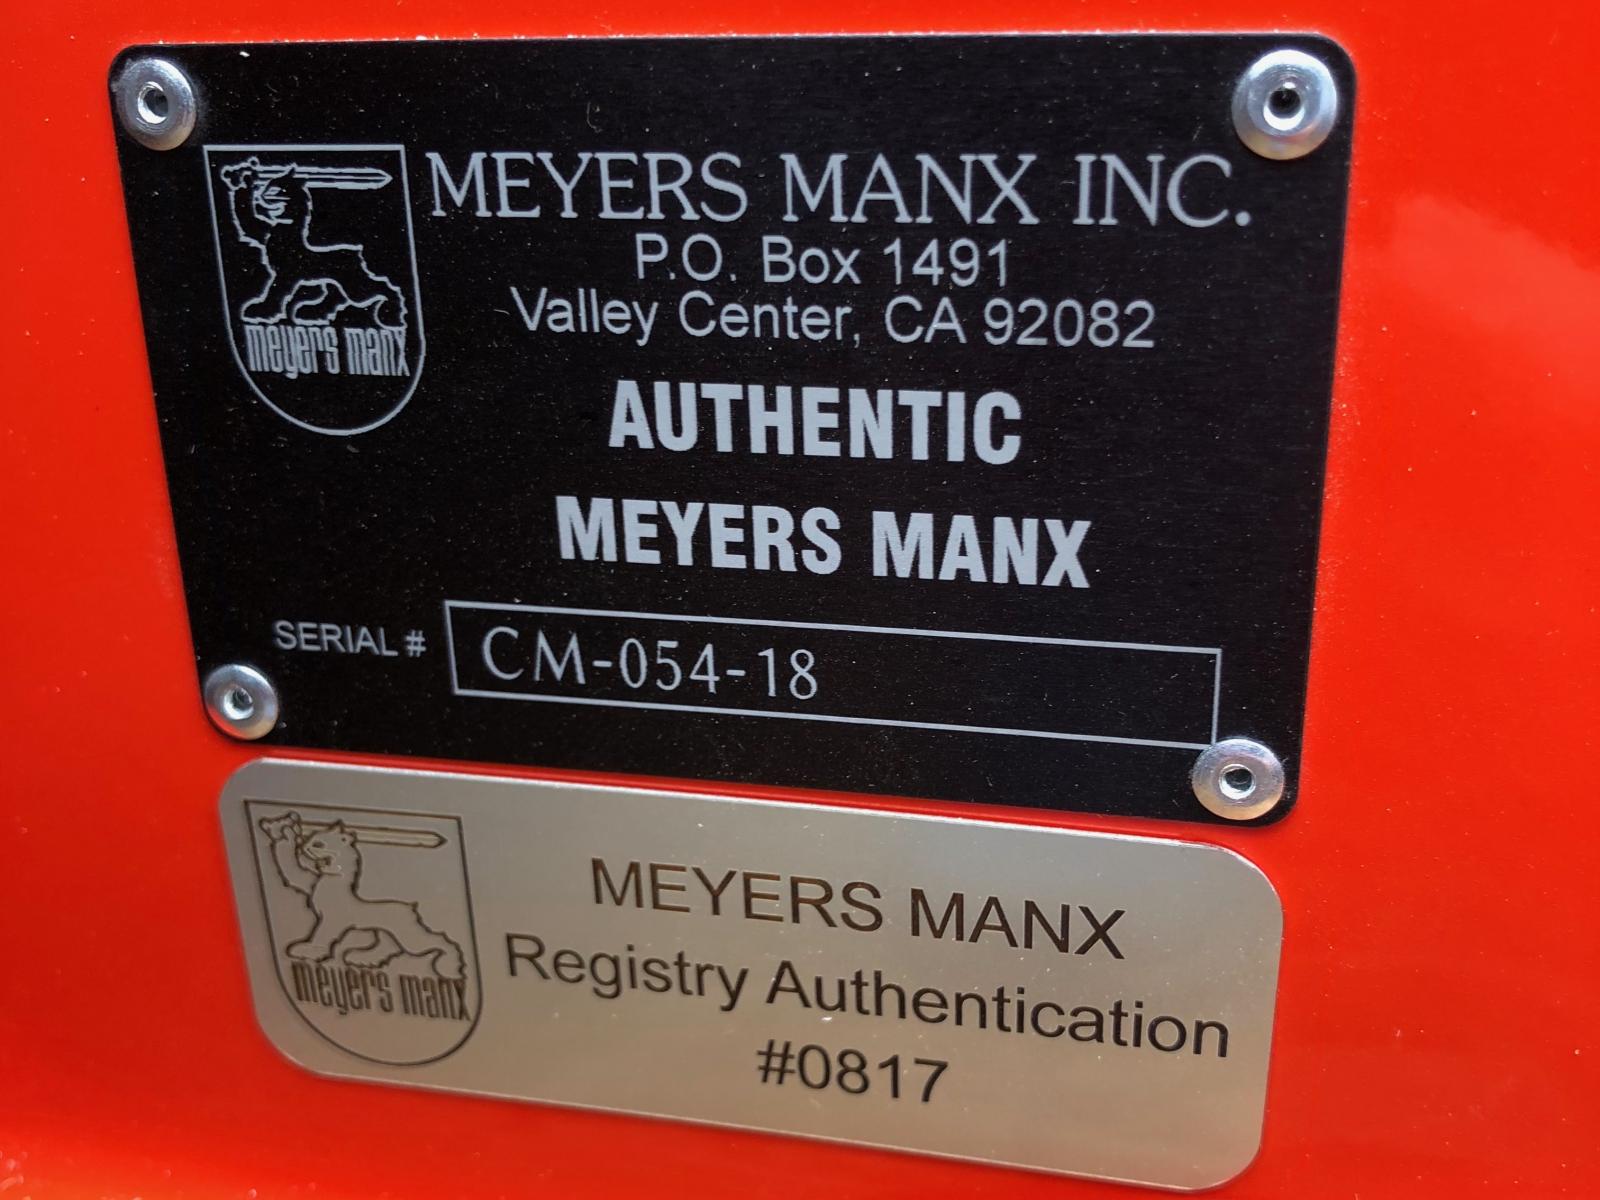 MEYERS MANX INC.
P.O. Box 1491
Valley Center, CA 92082
meyers manx
AUTHENTIC
MEYERS MANX
SERIAL # CM-054-18
meyers manx
MEYERS MANX
Registry Authentication
#0817